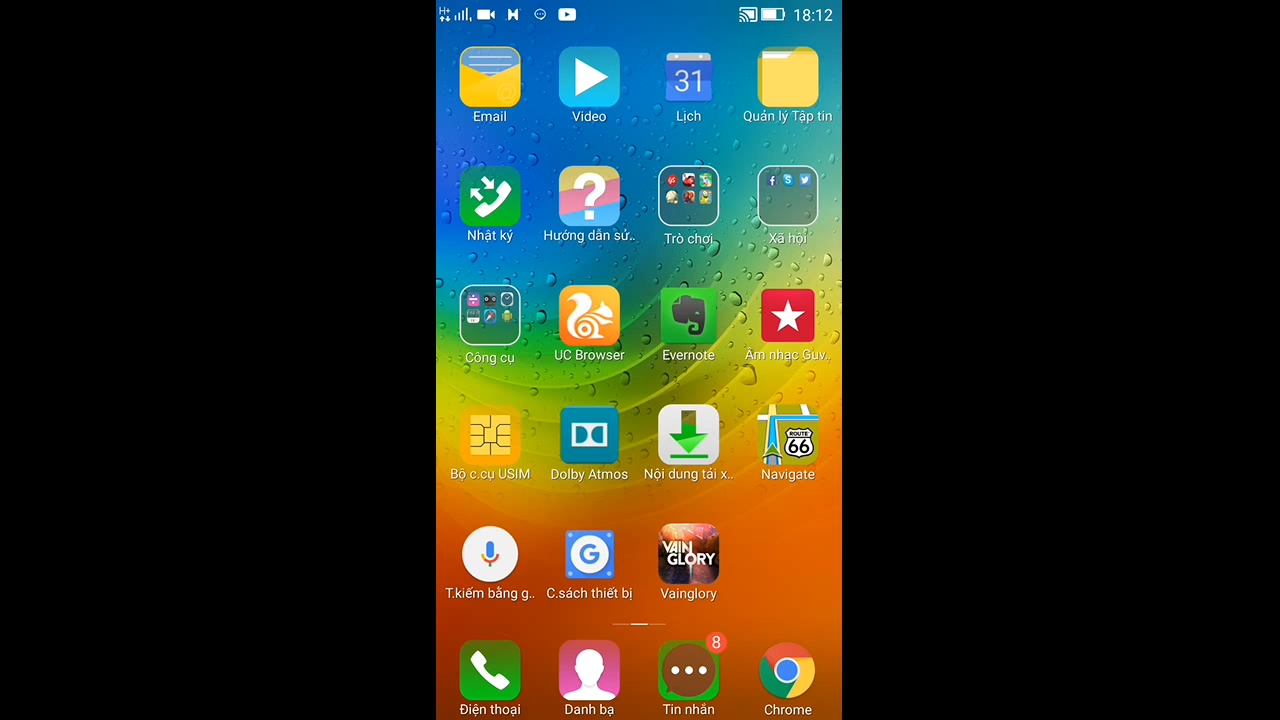 H+
18:12
31
Email
Video
Lịch
Quản lý Tập tin
?
Nhật ký
Hướng dẫn sử..
Trò chơi
Xã hội
Công cụ
UC Browser
Evernote
Âm nhạc Guv..
ROUTE
66
Bộ c.cụ USIM
Dolby Atmos
Nội dung tải x..
Navigate
G
VAIN
GLORY
T.kiếm bằng g..
C.sách thiết bị
Vainglory
8
Điện thoại
Danh bạ
Tin nhắn
Chrome